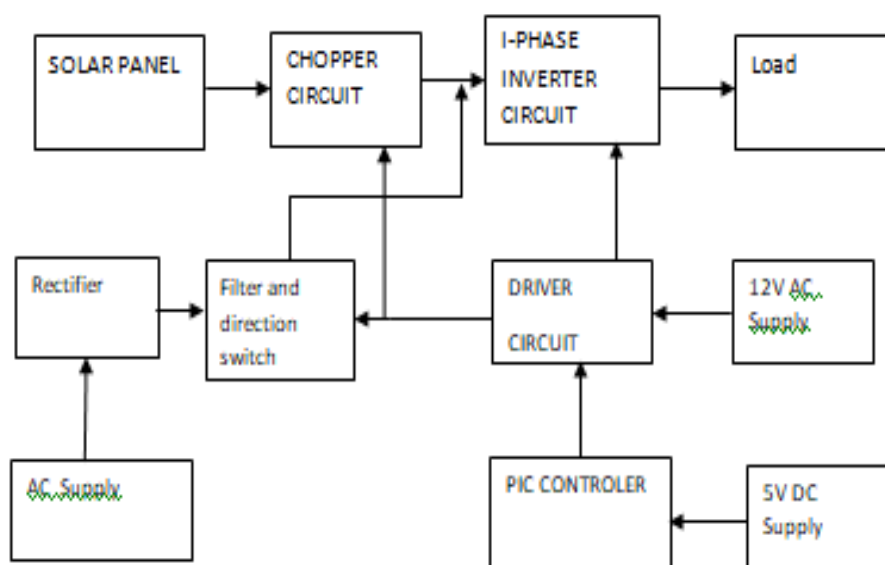 SOLAR PANEL
CHOPPER
CIRCUIT
I-PHASE
INVERTER
CIRCUIT
Load
Rectifier
Filter and
direction
switch
DRIVER
CIRCUIT
12V AC
Supply
AC Supply
PIC CONTROLER
5V DC
Supply